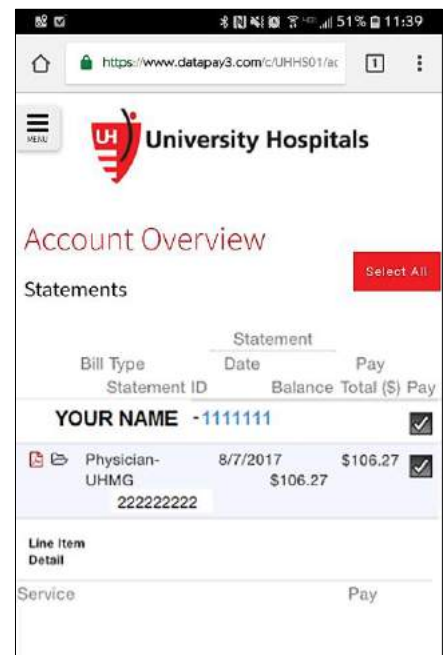 51% 11:39
https://www.datapay3.com/c/UHHS01/ac 1
MENU
UH University Hospitals
Account Overview
Select All
Statements
Statement
Bill Type Date Pay
Statement ID Balance Total ($) Pay
YOUR NAME -1111111
Physician- 8/7/2017 $106.27
UHMG $106.27
222222222
Line Item
Detail
Service Pay